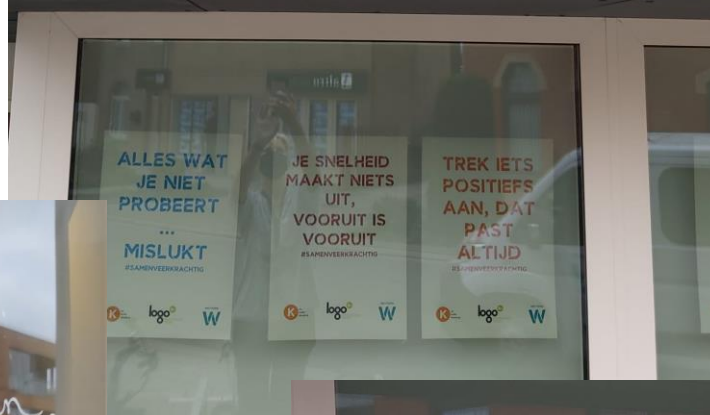 ALLES WAT
JE NIET
PROBEERT
...
MISLUKT
#SAMENVEERKRACHTIG
K
logo
W
JE SNELHEID
MAAKT NIETS
UIT,
VOORUIT IS
VOORUIT
#SAMENVEERKRACHTIG
K
logo
W
TREK IETS
POSITIEFS
AAN, DAT
PAST
ALTIJD
#SAMENVEERKRACHTIG
K
logo
W